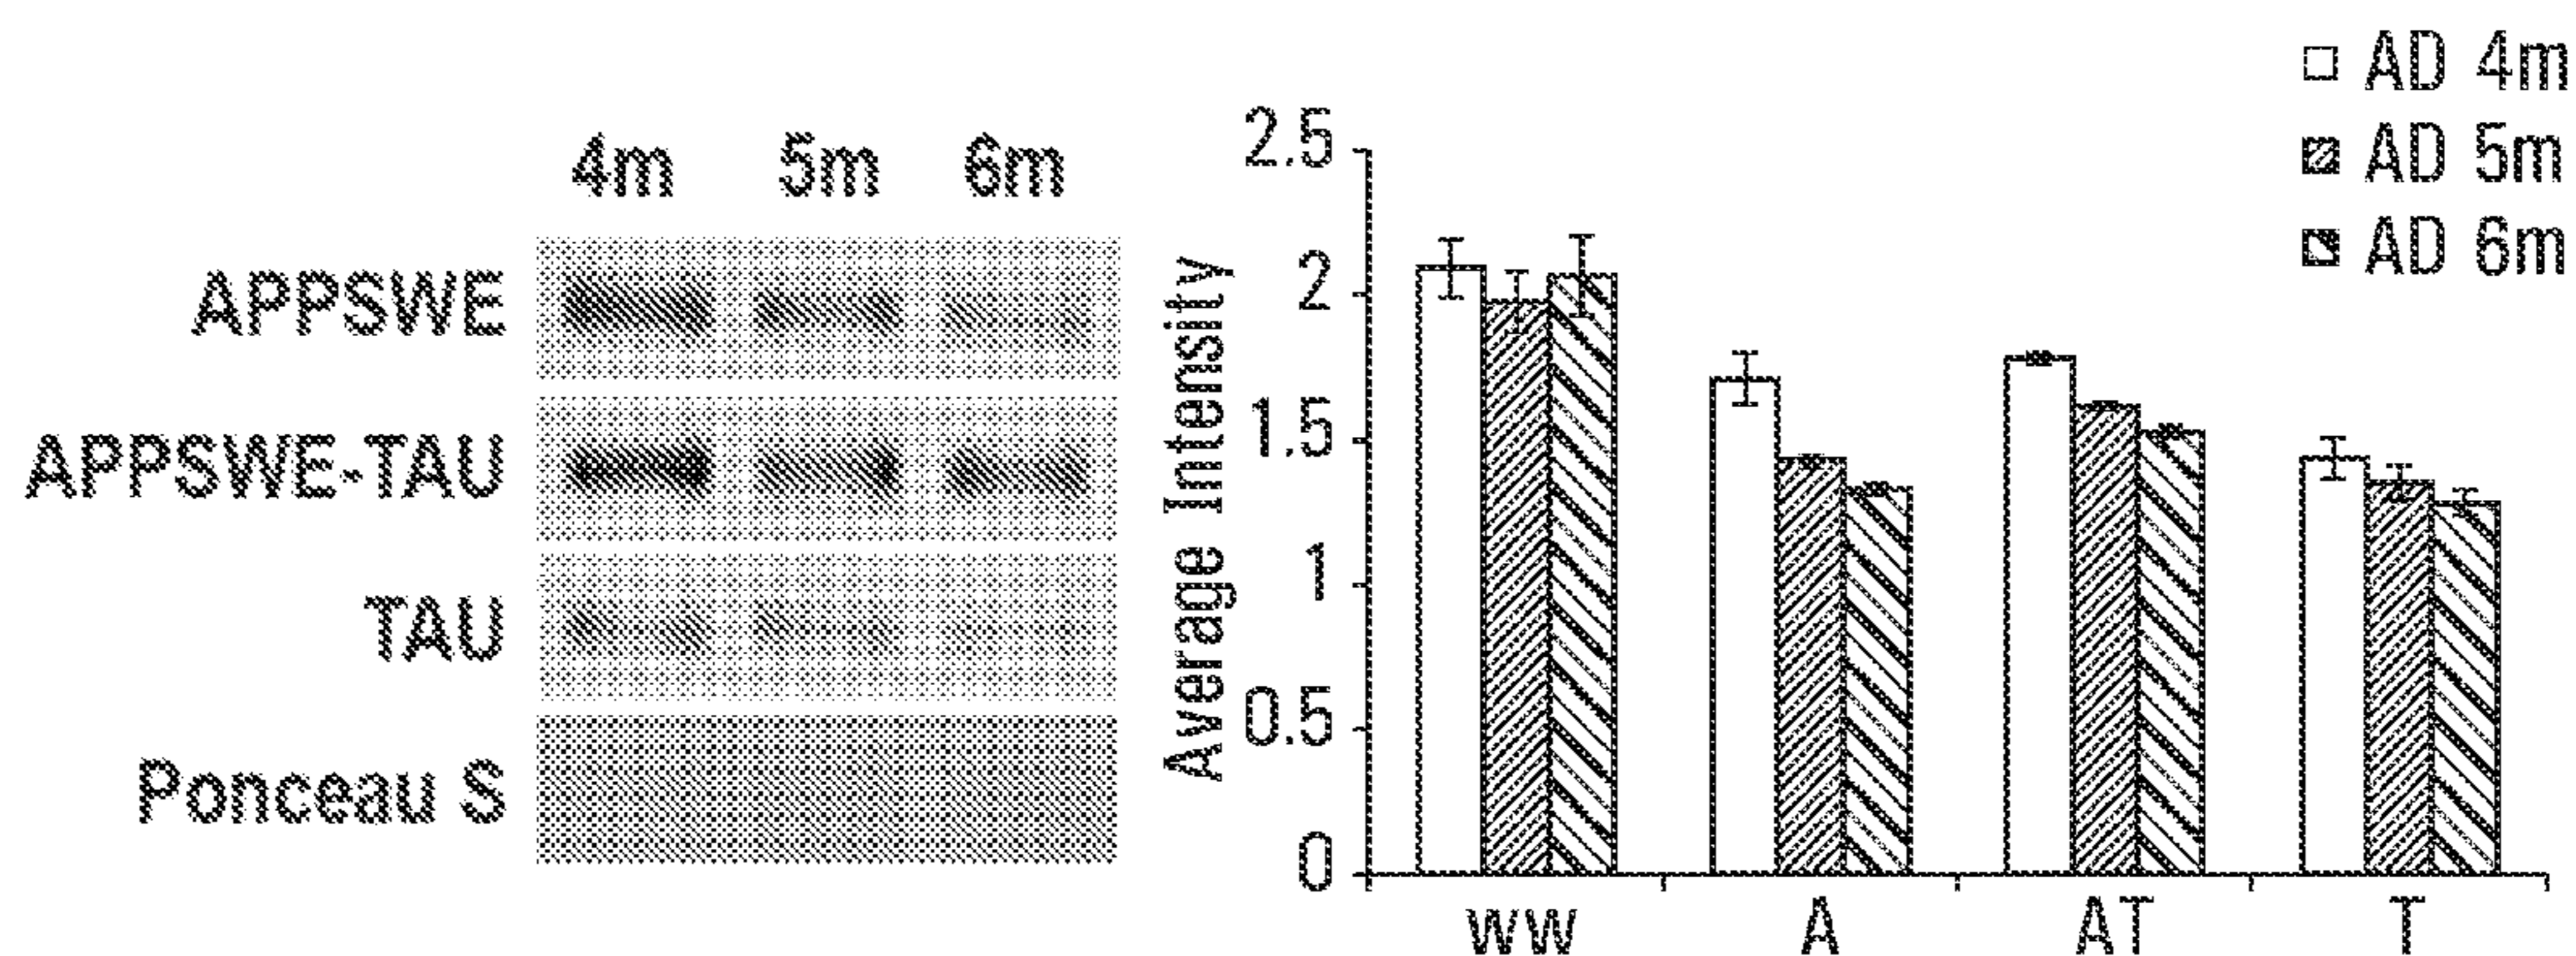 4m 5m 6m
APPSWE
APPSWE-TAU
TAU
Ponceau S
AD 4m
AD 5m
AD 6m
Average Intensity
2.5
2
1.5
1
0.5
0
WW A AT T